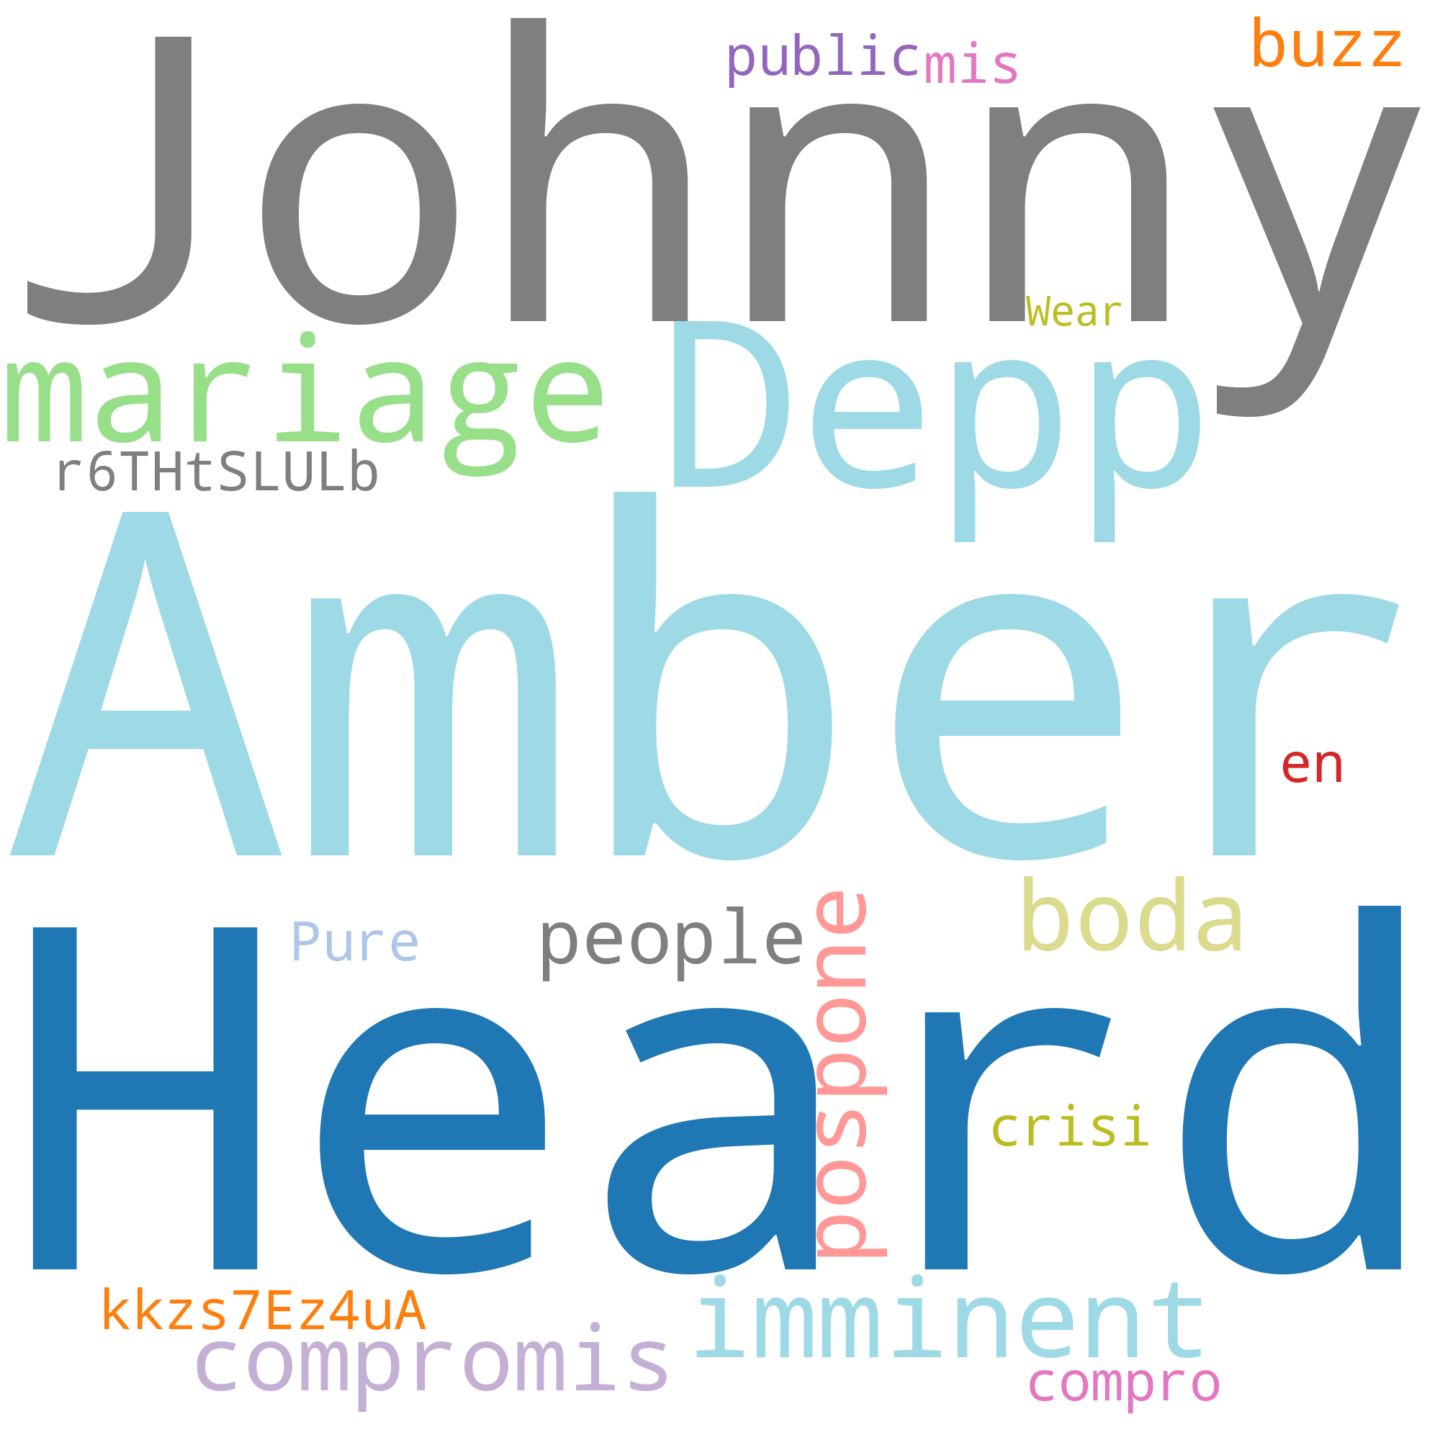 buzz
public
mis
Johnny
Wear
mariage
Depp
r6THtSLULb
Amber
en
boda
people
Pure
pospone
Heard
crisi
imminent
kkzs7Ez4uA
compromis
compro